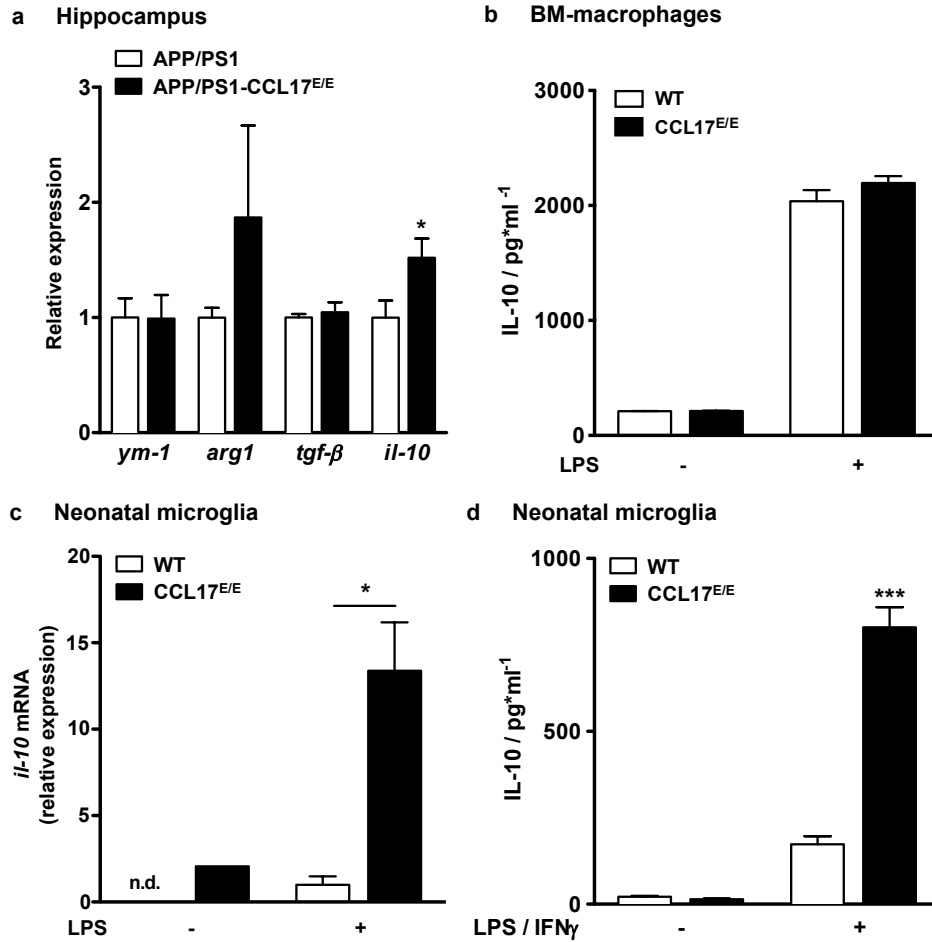 a Hippocampus
APP/PS1
APP/PS1-CCL17E/E
Relative expression
3
2
1
0
*
ym-1 arg1 tgf-β il-10
b BM-macrophages
WT
CCL17E/E
IL-10 / pg*ml -1
3000
2000
1000
0
LPS - +
c Neonatal microglia
WT
CCL17E/E
il-10 mRNA
(relative expression)
20
15
10
5
0
n.d.
*
LPS - +
d Neonatal microglia
WT
CCL17E/E
IL-10 / pg*ml-1
1000
500
0
***
LPS / IFNγ - +